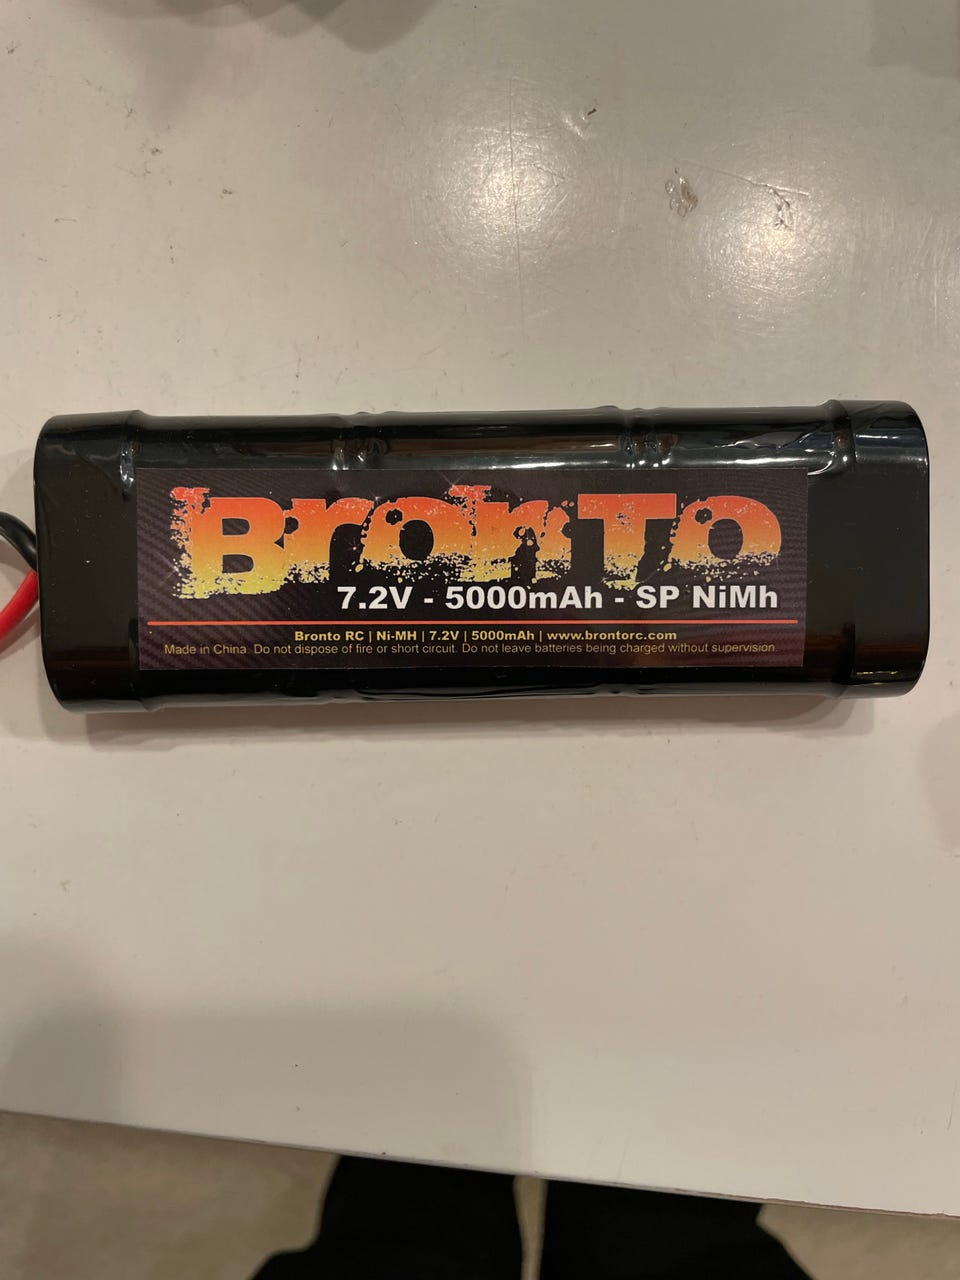 BronTo
7.2V - 5000mAh - SP NiMh
Bronto RC | Ni-MH | 7.2V | 5000mAh | www.brontorc.com
Made in China. Do not dispose of fire or short circuit. Do not leave batteries being charged without supervision.